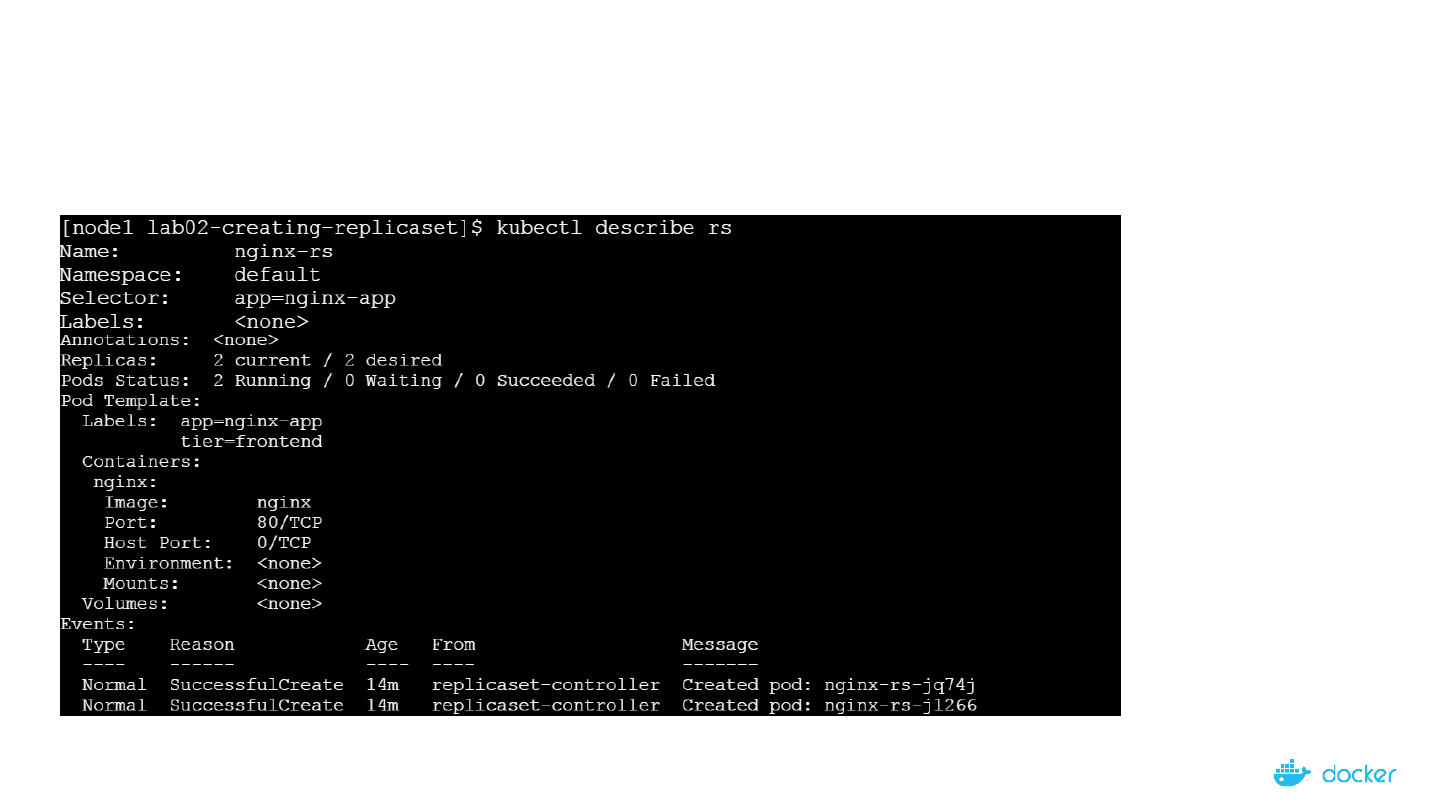 [node1 lab02-creating-replicaset]$ kubectl describe rs
Name:         nginx-rs
Namespace:    default
Selector:     app=nginx-app
Labels:       <none>
Annotations:  <none>
Replicas:     2 current / 2 desired
Pods Status:  2 Running / 0 Waiting / 0 Succeeded / 0 Failed
Pod Template:
  Labels:  app=nginx-app
           tier=frontend
  Containers:
   nginx:
    Image:        nginx
    Port:         80/TCP
    Host Port:    0/TCP
    Environment:  <none>
    Mounts:       <none>
  Volumes:        <none>
Events:
  Type    Reason            Age   From                   Message
  ----    ------            ----  ----                   -------
  Normal  SuccessfulCreate  14m   replicaset-controller  Created pod: nginx-rs-jq74j
  Normal  SuccessfulCreate  14m   replicaset-controller  Created pod: nginx-rs-jl266
docker